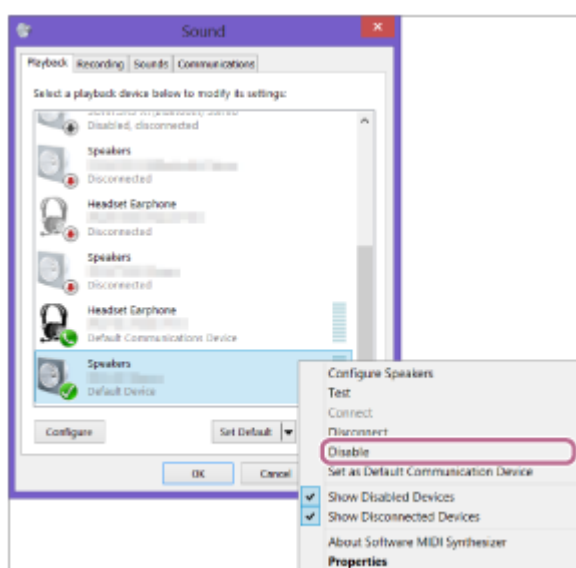 Sound
Playback Recording Sounds Communications
Select a playback device below to modify its settings:
Disabled, disconnected
Speakers
Disconnected
Headset Earphone
Disconnected
Speakers
Disconnected
Headset Earphone
Default Communications Device
Speakers
Default Device
Configure Set Default
OK Cancel
Configure Speakers
Test
Connect
Disconnect
Disable
Set as Default Communication Device
Show Disabled Devices
Show Disconnected Devices
About Software MIDI Synthesizer
Properties